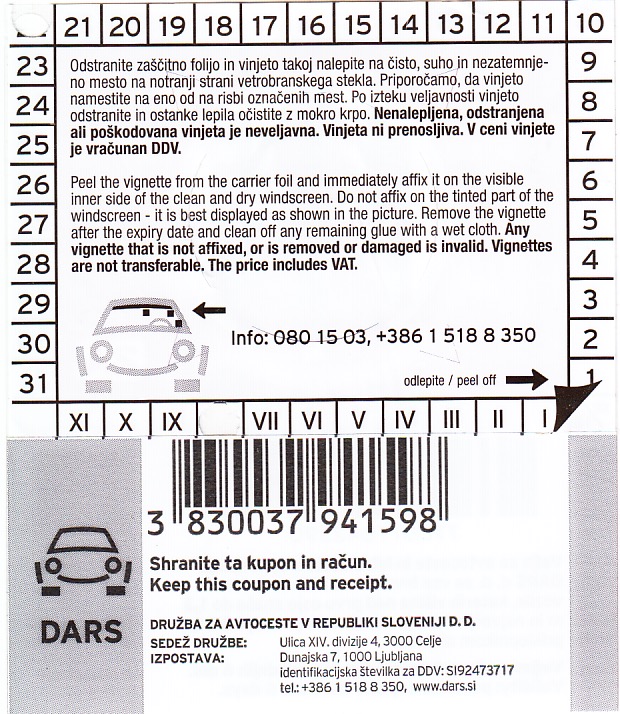 21 20 19 18 17 16 15 14 13 12 11 10
23
24
25
26
27
28
29
30
31
Odstranite zaščitno folijo in vinjeto takoj nalepite na čisto, suho in nezatemnje-
no mesto na notranji strani vetrobranskega stekla. Priporočamo, da vinjeto
namestite na eno od na risbi označenih mest. Po izteku veljavnosti vinjeto
odstranite in ostanke lepila očistite z mokro krpo. Nenalepljena, odstranjena
ali poškodovana vinjeta je neveljavna. Vinjeta ni prenosljiva. V ceni vinjete
je vračunan DDV.
Peel the vignette from the carrier foil and immediately affix it on the visible
inner side of the clean and dry windscreen. Do not affix on the tinted part of the
windscreen - it is best displayed as shown in the picture. Remove the vignette
after the expiry date and clean off any remaining glue with a wet cloth. Any
vignette that is not affixed, or is removed or damaged is invalid. Vignettes
are not transferable. The price includes VAT.
Info: 080 15 03, +386 1 518 8 350
odlepite / peel off
9
8
7
6
5
4
3
2
1
XI X IX VII VI V IV III II I
3 830037 941598
Shranite ta kupon in račun.
Keep this coupon and receipt.
DARS
DRUŽBA ZA AVTOCESTE V REPUBLIKI SLOVENIJI D. D.
SEDEŽ DRUŽBE: Ulica XIV. divizije 4, 3000 Celje
IZPOSTAVA: Dunajska 7, 1000 Ljubljana
identifikacijska številka za DDV: SI92473717
tel.: +386 1 518 8 350, www.dars.si